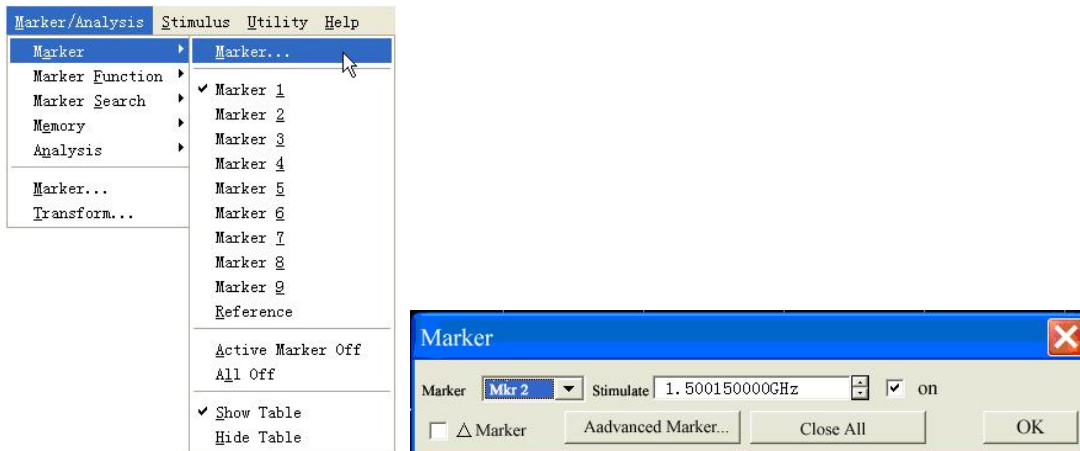 Marker/Analysis Stimulus Utility Help
Marker
Marker Function
Marker Search
Memory
Analysis
Marker...
Transform...
Marker...
Marker 1
Marker 2
Marker 3
Marker 4
Marker 5
Marker 6
Marker 7
Marker 8
Marker 9
Reference
Active Marker Off
All Off
Show Table
Hide Table
Marker
Marker Mkr 2 Stimulate 1.500150000GHz on
△ Marker Aadvanced Marker... Close All OK